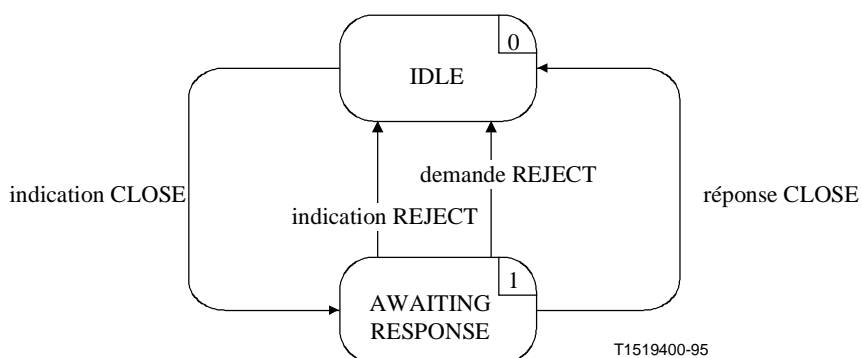 0
IDLE
demande REJECT
indication CLOSE
réponse CLOSE
indication REJECT
1
AWAITING
RESPONSE
T1519400-95